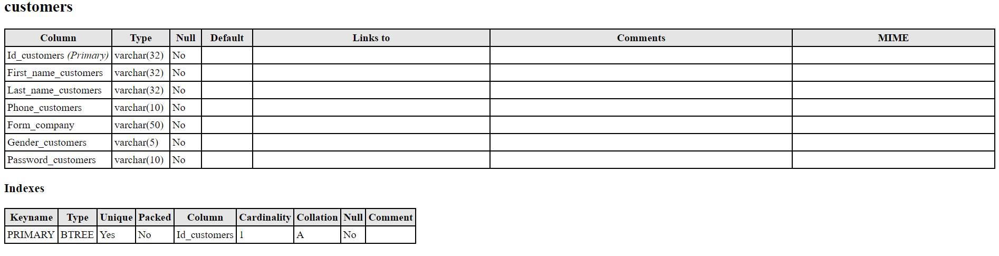 customers
Column Type Null Default Links to Comments MIME
Id_customers (Primary) varchar(32) No
First_name_customers varchar(32) No
Last_name_customers varchar(32) No
Phone_customers varchar(10) No
Form_company varchar(50) No
Gender_customers varchar(5) No
Password_customers varchar(10) No
Indexes
Keyname Type Unique Packed Column Cardinality Collation Null Comment
PRIMARY BTREE Yes No Id_customers 1 A No